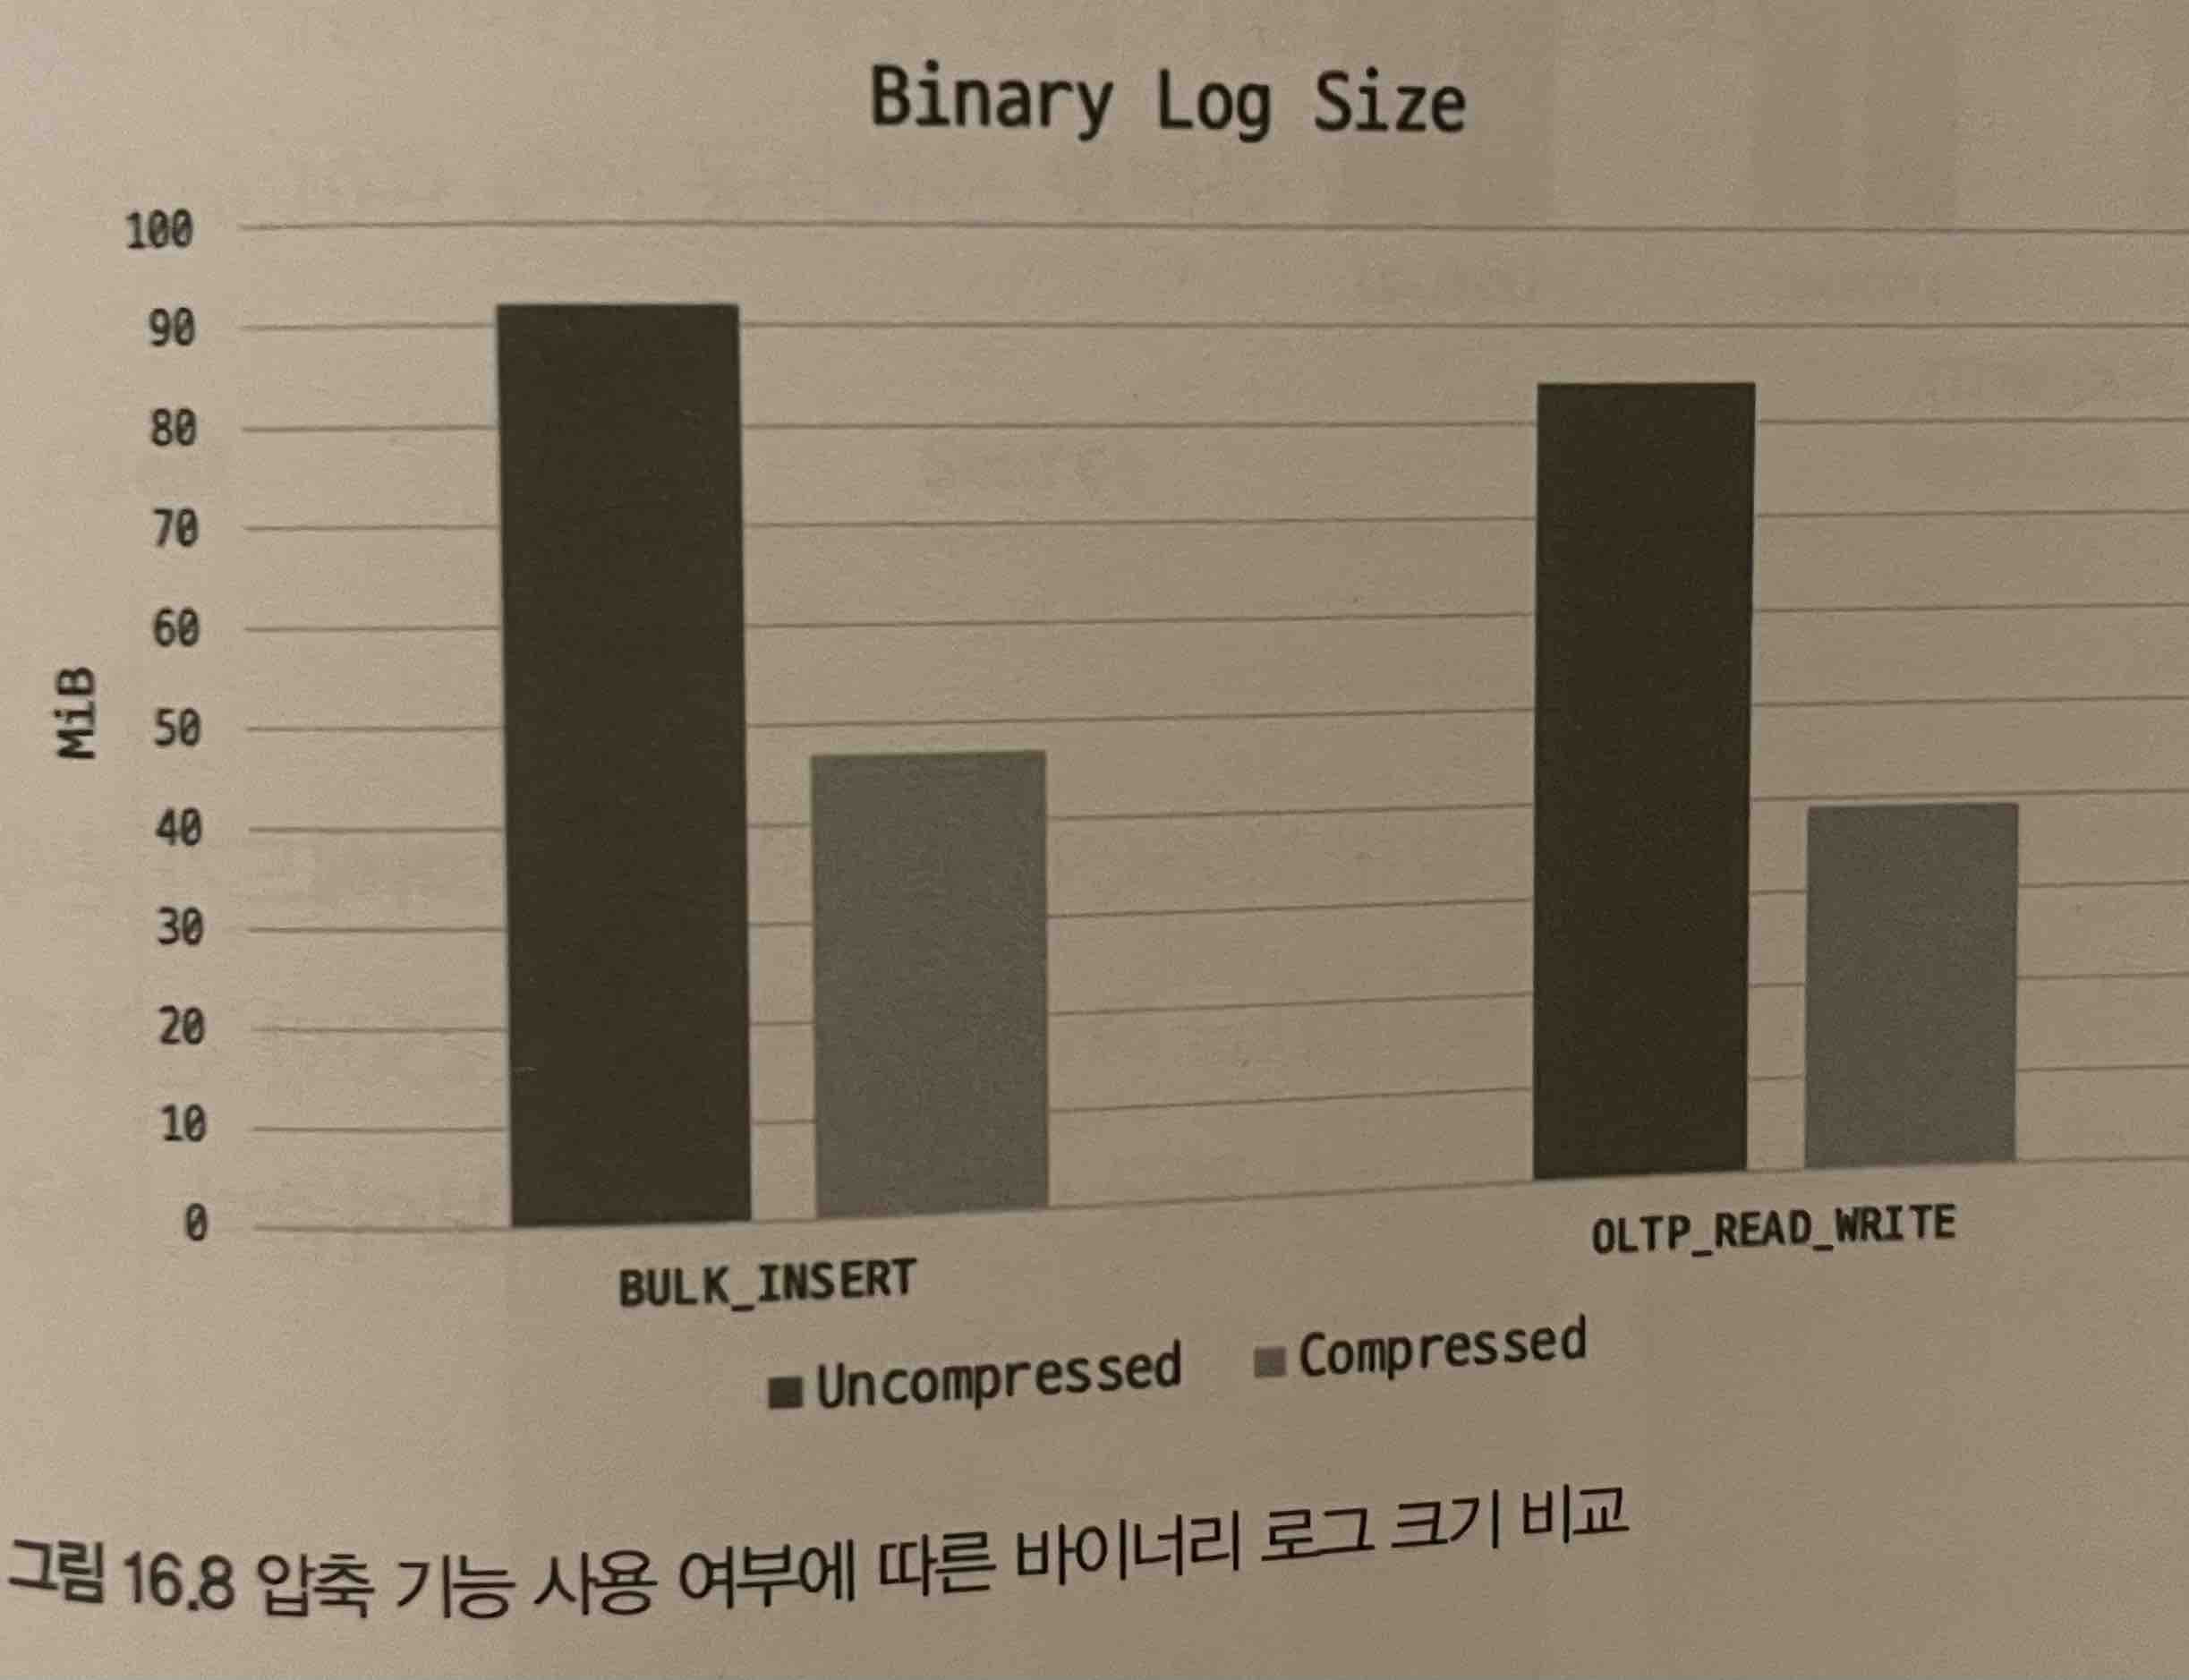 Binary Log Size
100
90
80
70
60
50
40
30
20
10
0
MiB
BULK_INSERT
OLTP_READ_WRITE
Uncompressed
Compressed
그림 16.8 압축 기능 사용 여부에 따른 바이너리 로그 크기 비교